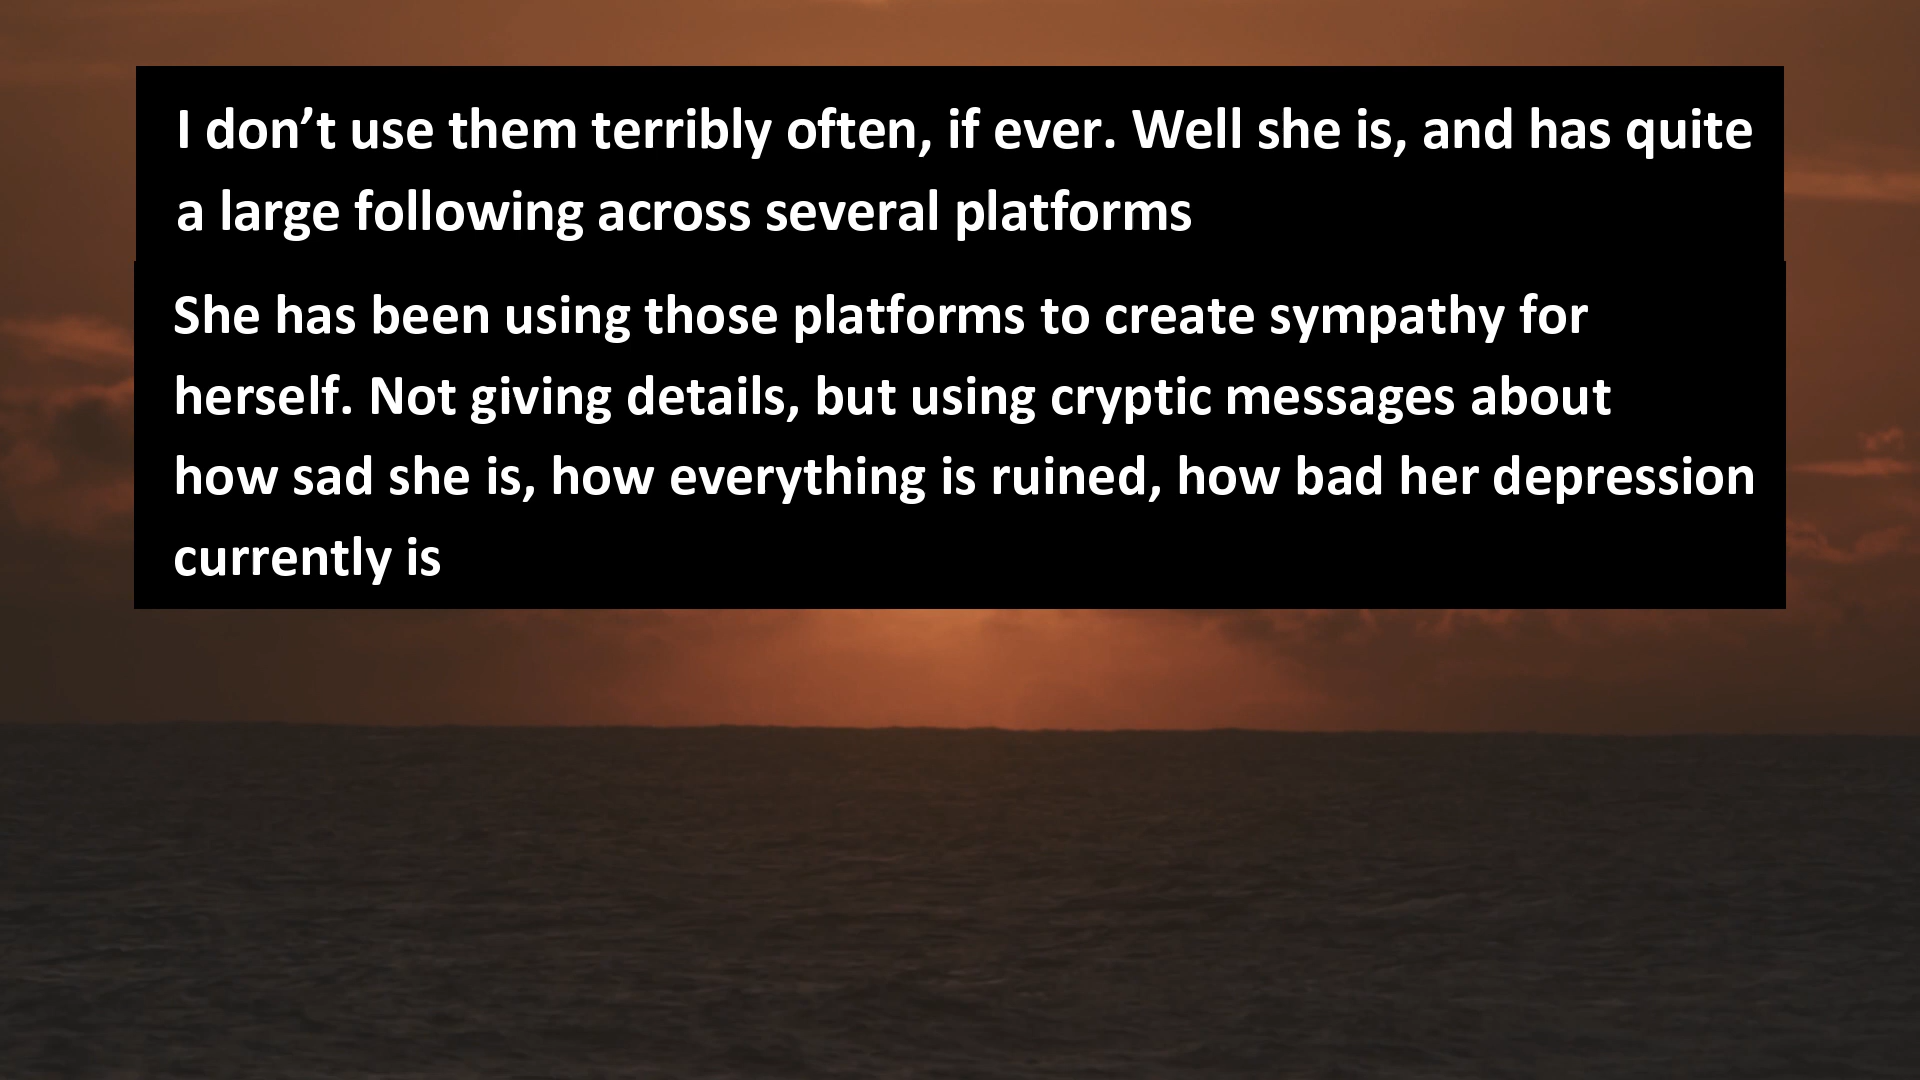 I don’t use them terribly often, if ever. Well she is, and has quite
a large following across several platforms
She has been using those platforms to create sympathy for
herself. Not giving details, but using cryptic messages about
how sad she is, how everything is ruined, how bad her depression
currently is